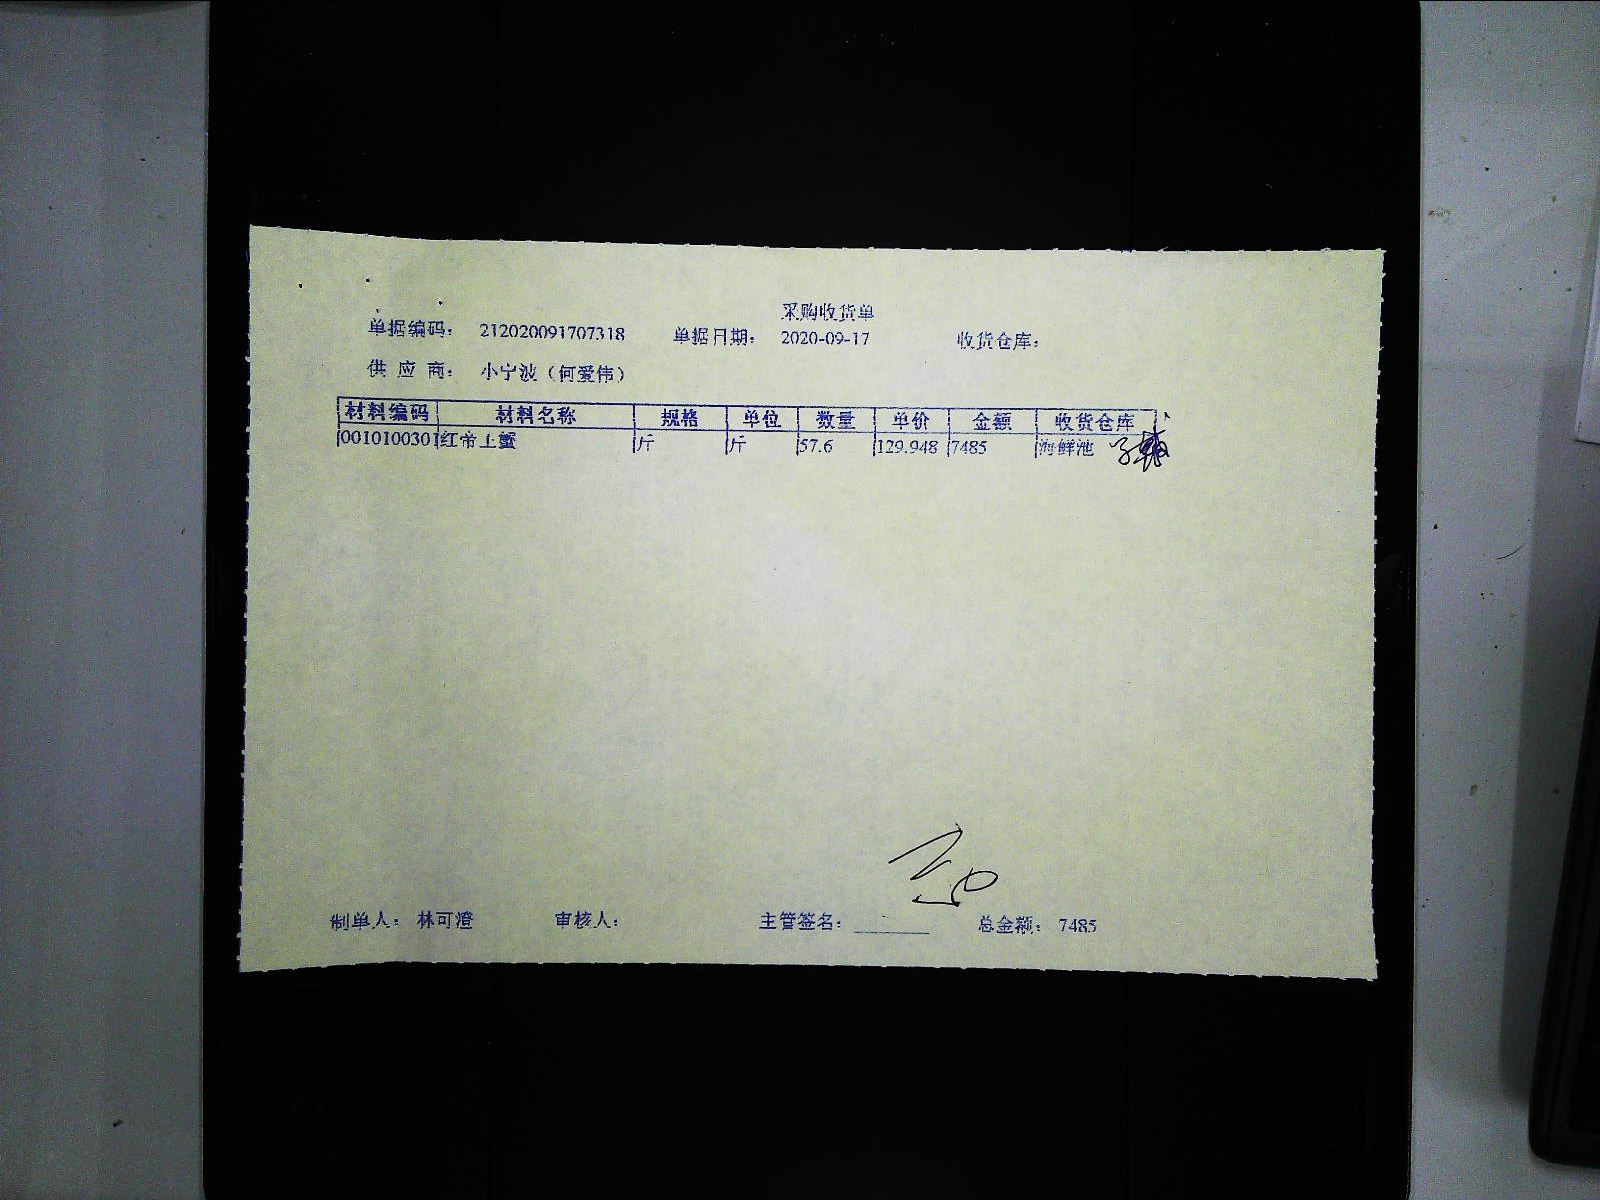 采购收货单
单据编码： 212020091707318 单据日期： 2020-09-17 收货仓库：
供 应 商： 小宁波（何爱伟）
材料编码 材料名称 规格 单位 数量 单价 金额 收货仓库
0010100301 红帝王蟹 斤 斤 57.6 129.948 7485 海鲜池
制单人： 林可澄 审核人： 主管签名： 总金额： 7485